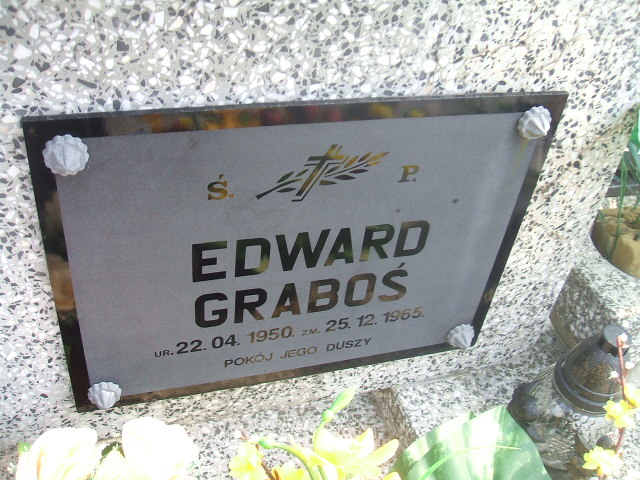 Ś. P.
EDWARD
GRABOŚ
UR. 22.04.1950. ZM. 25.12.1965.
POKÓJ JEGO DUSZY